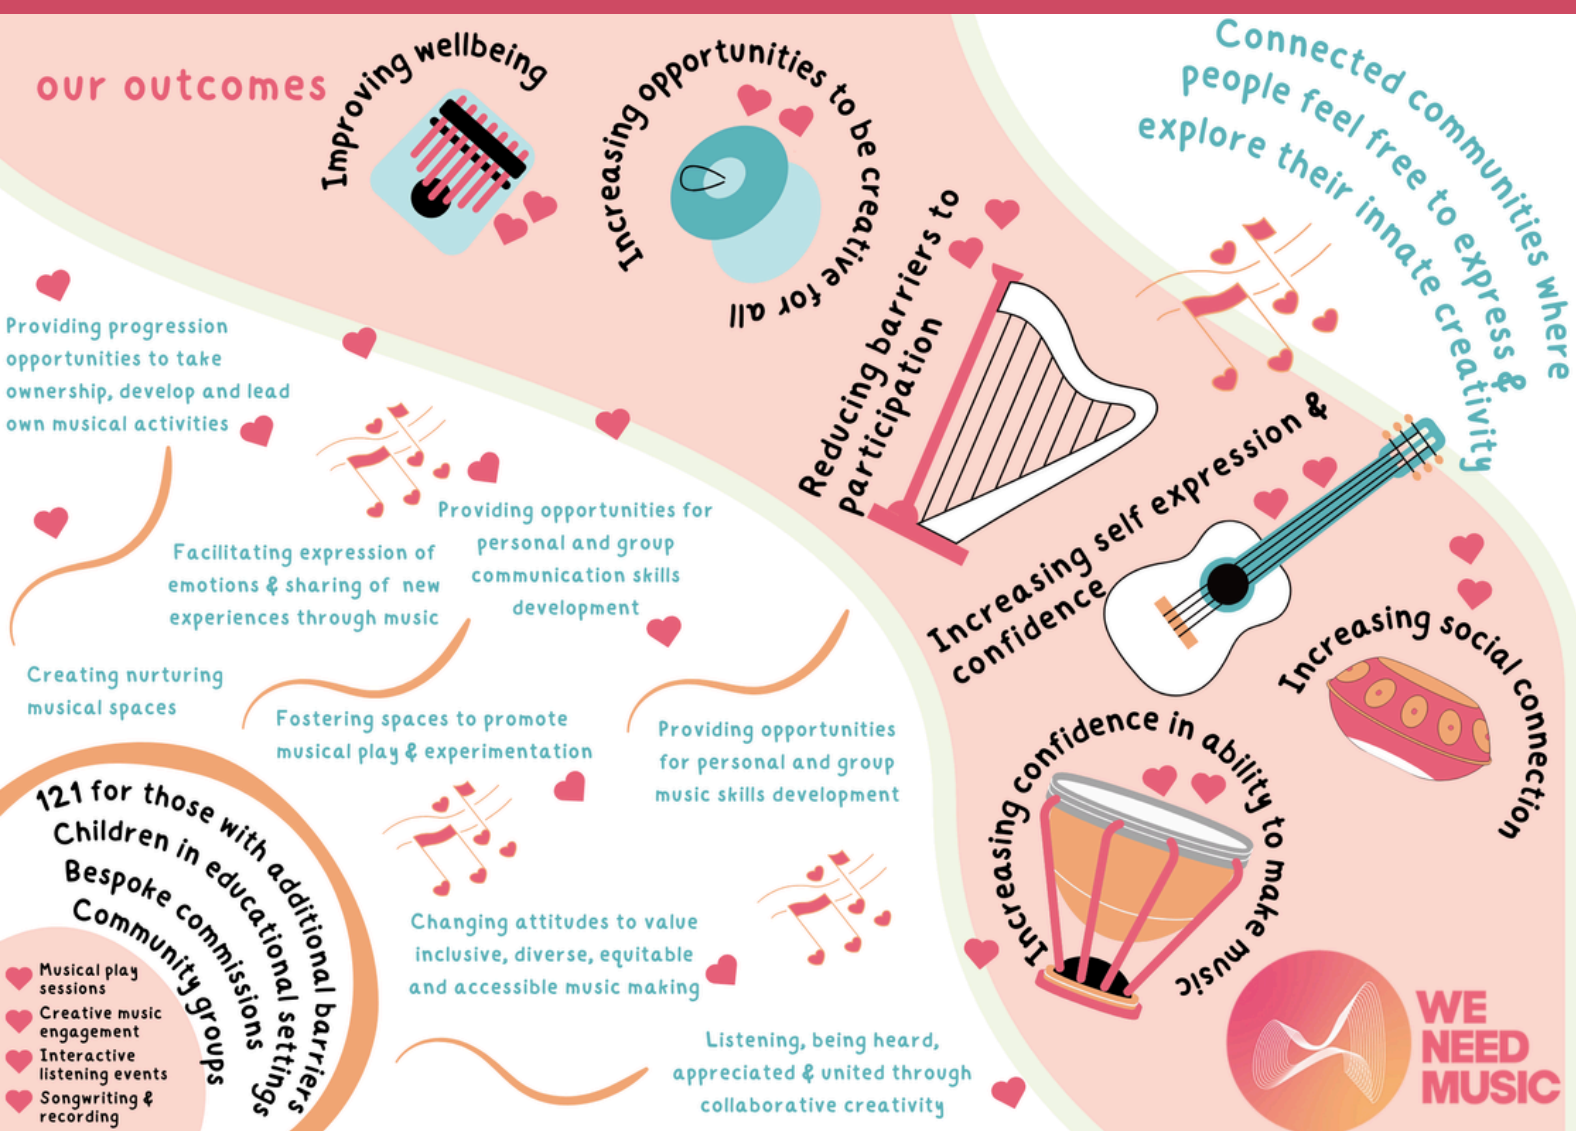 our outcomes
Improving wellbeing
Increasing opportunities to be creative for all
Reducing barriers to
participation
Increasing self expression &
confidence
Increasing social connection
Increasing confidence in ability to make music
Connected communities where
people feel free to express &
explore their innate creativity
Providing progression
opportunities to take
ownership, develop and lead
own musical activities
Facilitating expression of
emotions & sharing of new
experiences through music
Providing opportunities for
personal and group
communication skills
development
Creating nurturing
musical spaces
Fostering spaces to promote
musical play & experimentation
Providing opportunities
for personal and group
music skills development
Changing attitudes to value
inclusive, diverse, equitable
and accessible music making
Listening, being heard,
appreciated & united through
collaborative creativity
121 for those with additional barriers
Children in educational settings
Bespoke commissions
Community groups
Musical play
sessions
Creative music
engagement
Interactive
listening events
Songwriting &
recording
WE
NEED
MUSIC